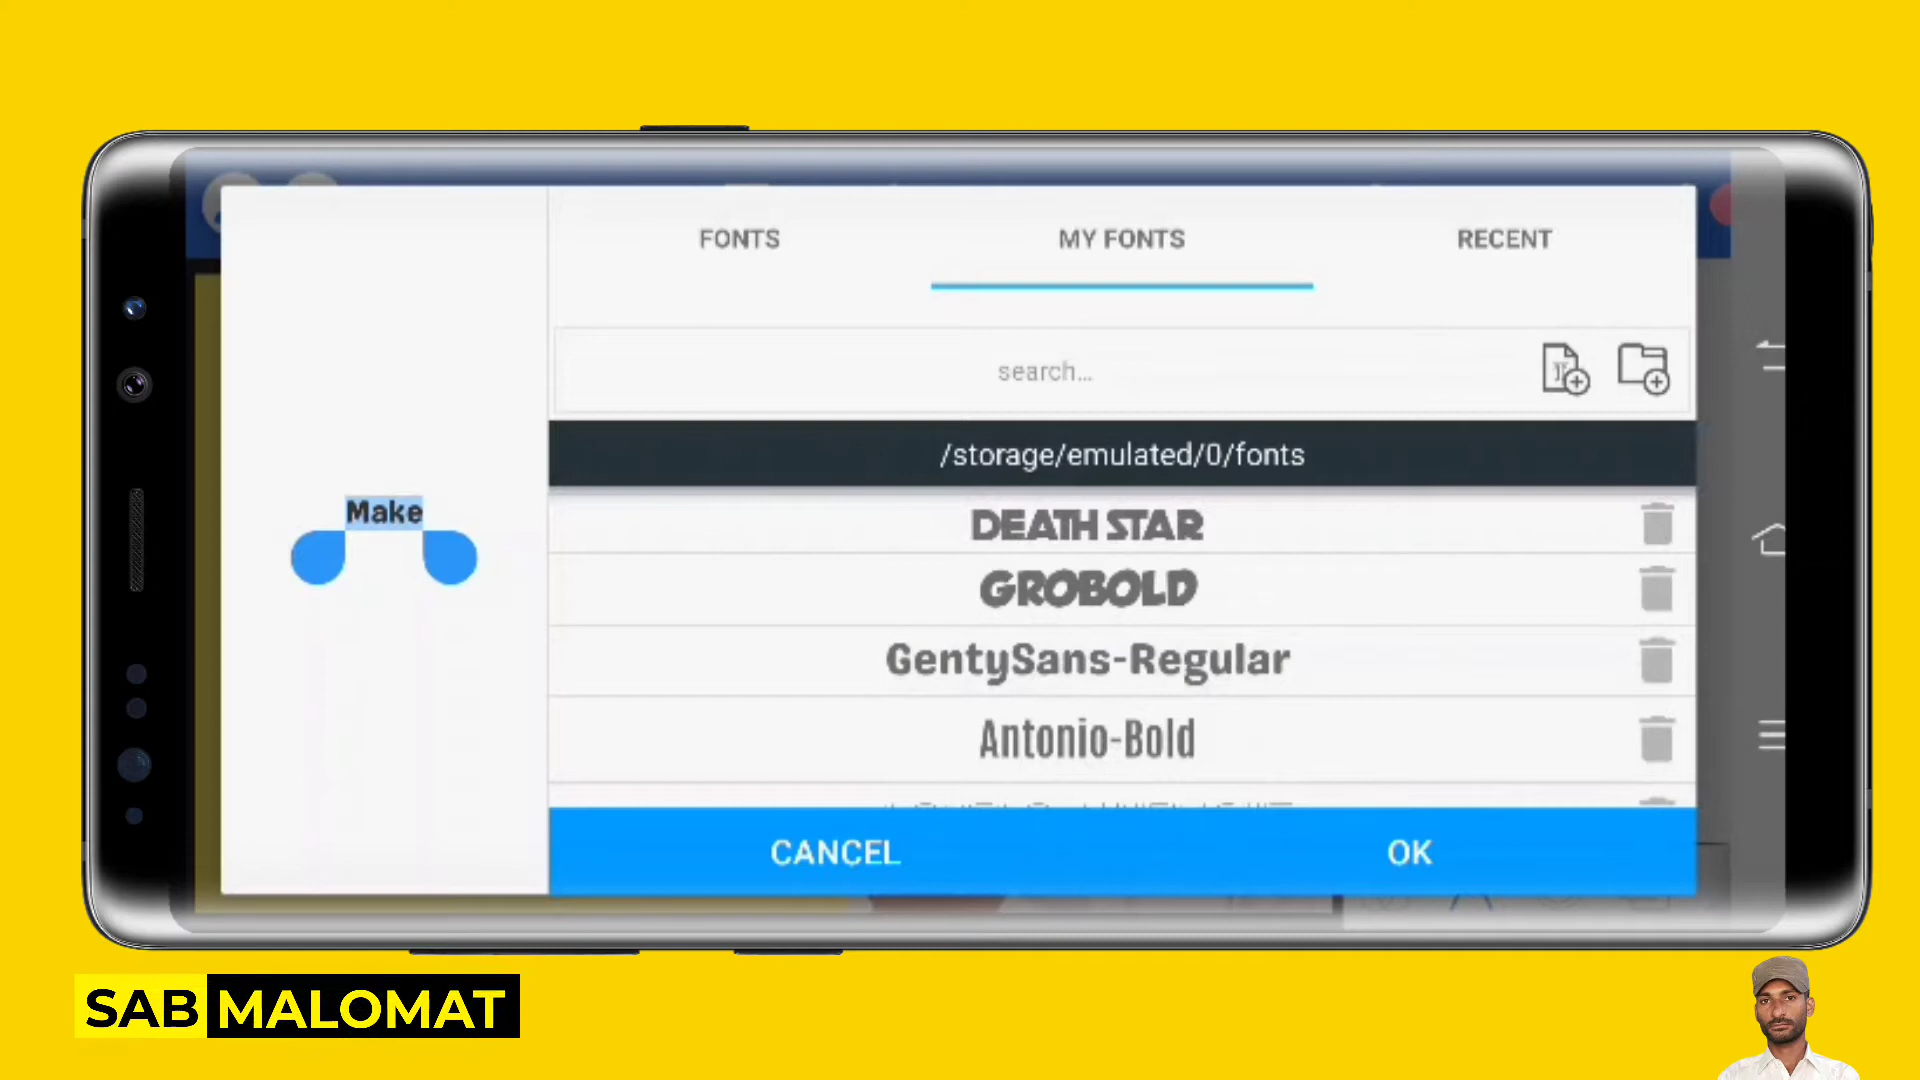 FONTS MY FONTS RECENT
search...
/storage/emulated/0/fonts
Make
DEATH STAR
GROBOLD
GentySans-Regular
Antonio-Bold
CANCEL OK
SAB MALOMAT